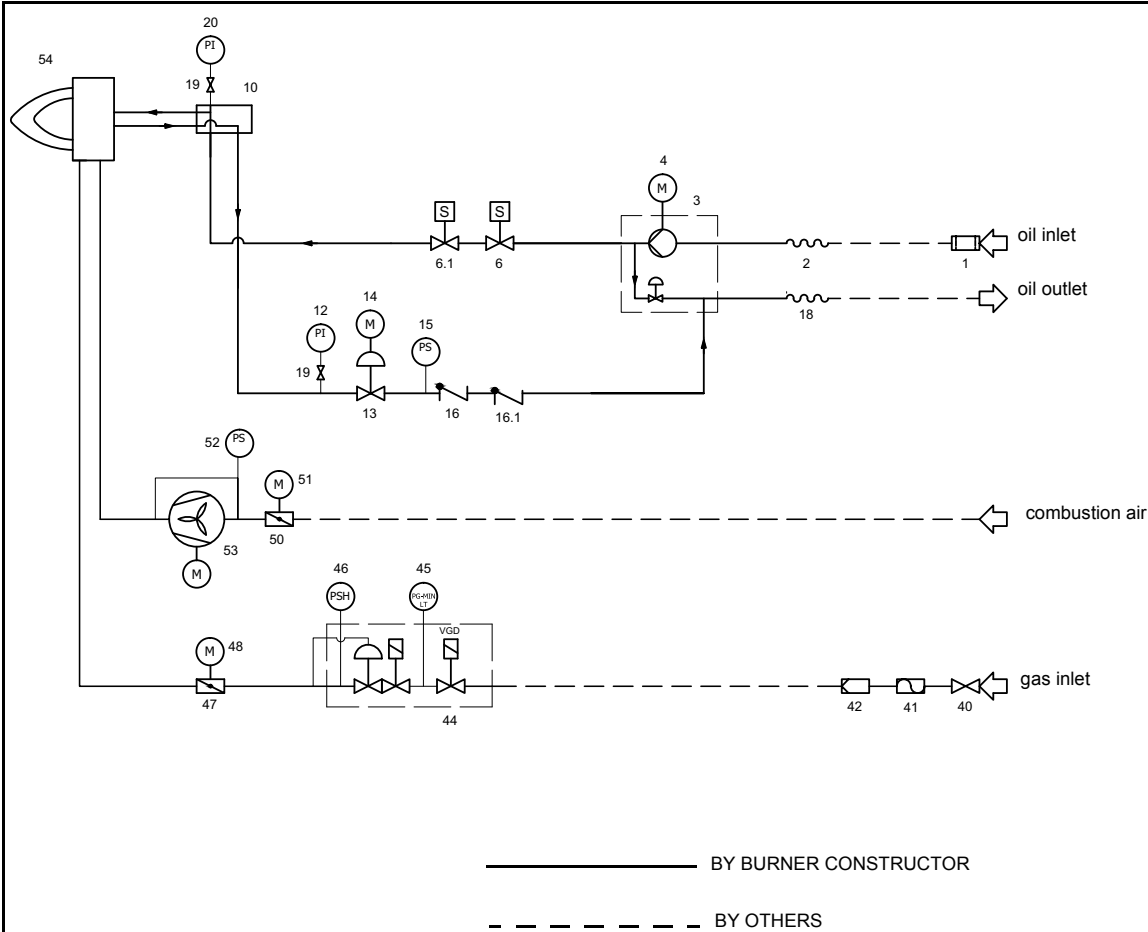 20
PI
54
19
10
4
M
3
S
S
oil inlet
6.1
6
2
1
oil outlet
18
14
12
M
15
PI
PS
19
13
16
16.1
52
PS
M
51
combustion air
50
53
M
46
45
PSH
PG-MIN
LT
VGD
M
48
gas inlet
47
44
42
41
40
BY BURNER CONSTRUCTOR
BY OTHERS